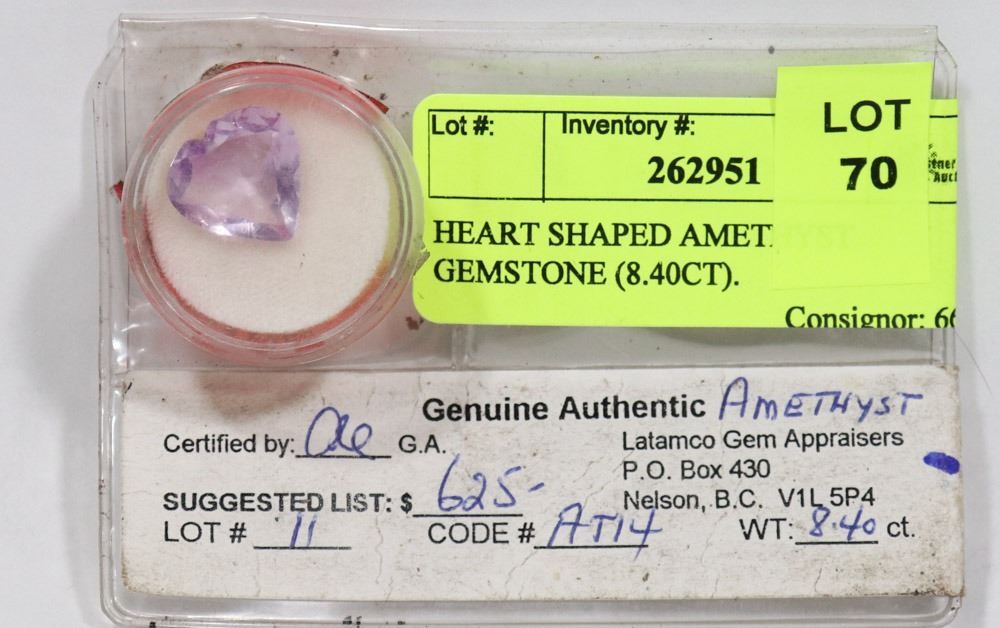 Lot #: Inventory #:
262951
LOT
70
HEART SHAPED AMETHYST
GEMSTONE (8.40CT).
Consignor: 66
Genuine Authentic AMETHYST
Certified by: G.A.
Latamco Gem Appraisers
P.O. Box 430
Nelson, B.C. V1L 5P4
SUGGESTED LIST: $ 625-
LOT # 11 CODE # AT14 WT: 8.40 ct.